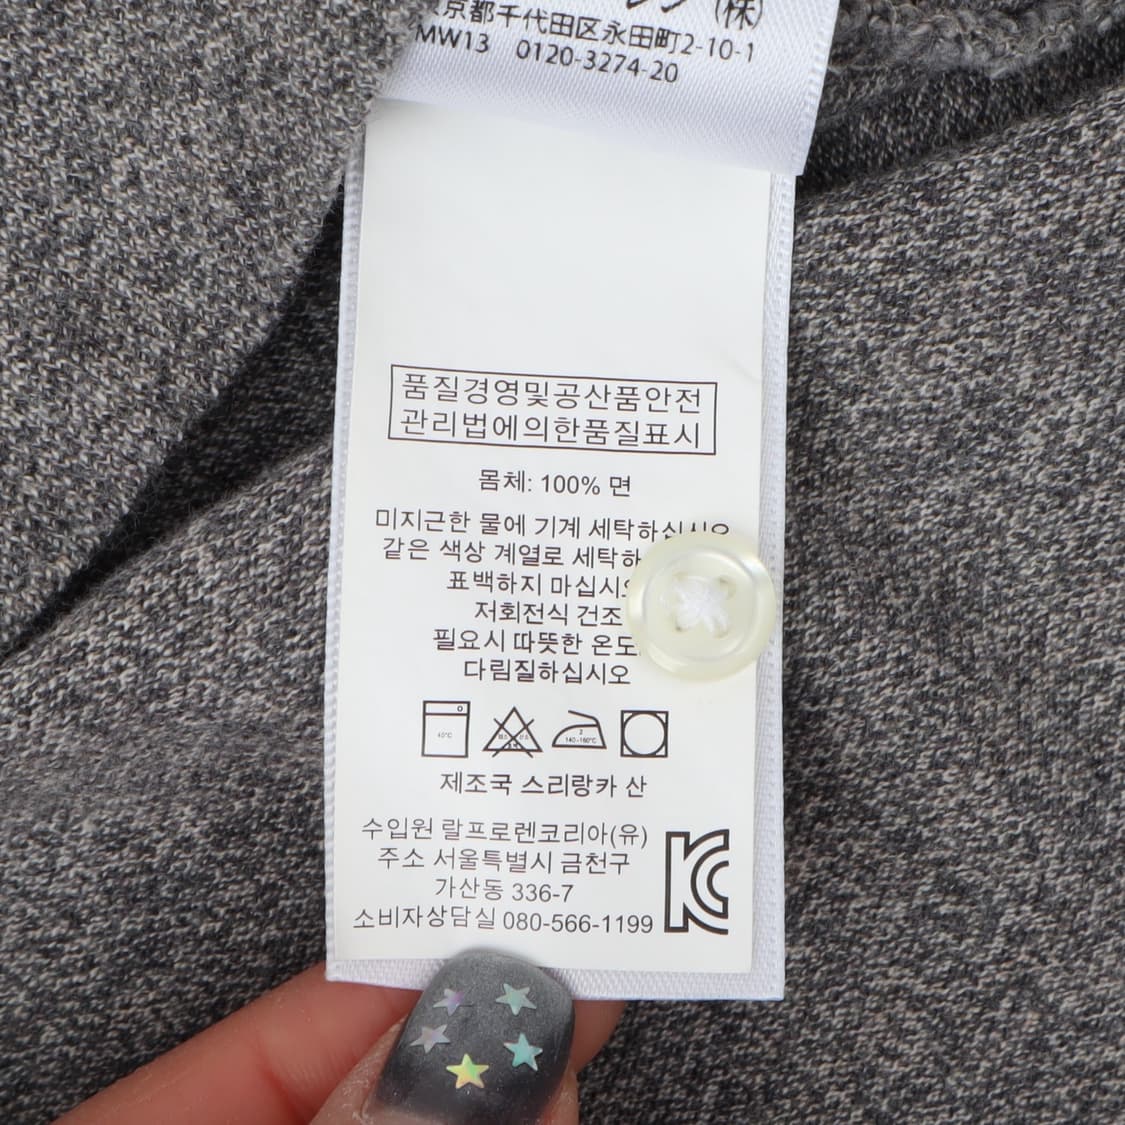 (株)
京都千代田区永田町2-10-1
MW13 0120-3274-20
품질경영및공산품안전
관리법에의한품질표시
몸체: 100% 면
미지근한 물에 기계 세탁하십시오
같은 색상 계열로 세탁하
표백하지 마십시오
저회전식 건조
필요시 따뜻한 온도
다림질하십시오
40°C
2
140-160°C
제조국 스리랑카 산
수입원 랄프로렌코리아(유)
주소 서울특별시 금천구
가산동 336-7
소비자상담실 080-566-1199